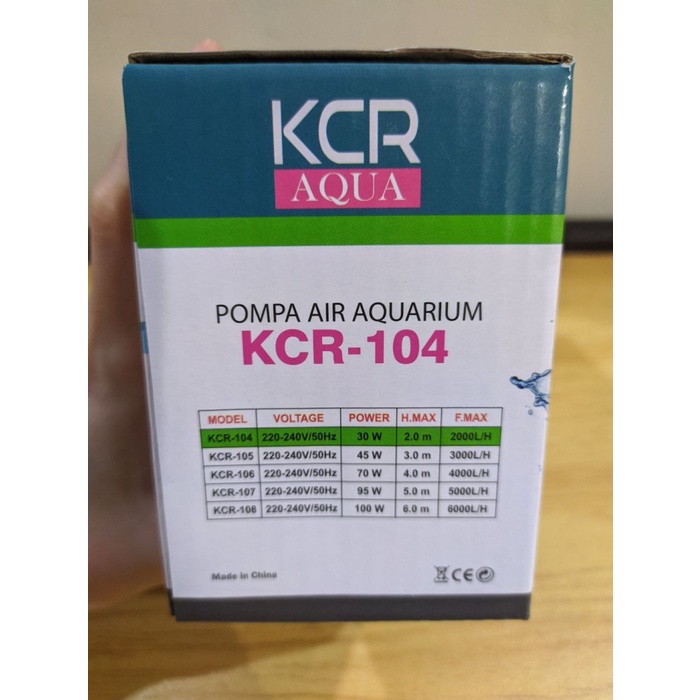 KCR
AQUA
POMPA AIR AQUARIUM
KCR-104
MODEL VOLTAGE POWER H.MAX F.MAX
KCR-104 220-240V/50Hz 30 W 2.0 m 2000L/H
KCR-105 220-240V/50Hz 45 W 3.0 m 3000L/H
KCR-106 220-240V/50Hz 70 W 4.0 m 4000L/H
KCR-107 220-240V/50Hz 95 W 5.0 m 5000L/H
KCR-108 220-240V/50Hz 100 W 6.0 m 6000L/H
Made in China
CE